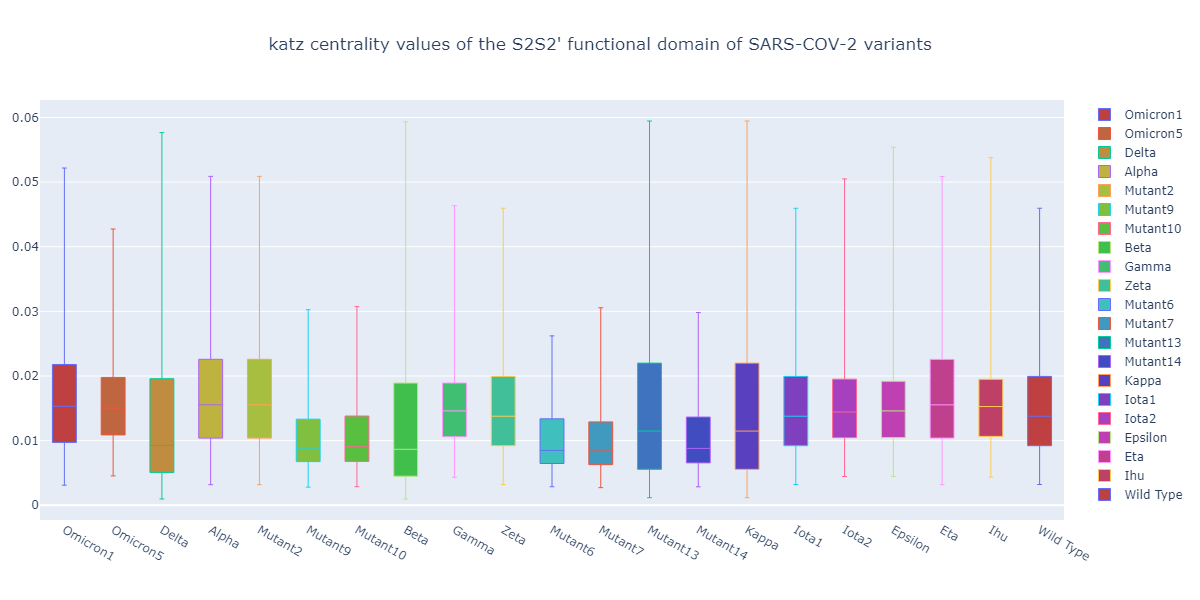 katz centrality values of the S2S2' functional domain of SARS-COV-2 variants
0.06
0.05
0.04
0.03
0.02
0.01
0
Omicron1
Omicron5
Delta
Alpha
Mutant2
Mutant9
Mutant10
Beta
Gamma
Zeta
Mutant6
Mutant7
Mutant13
Mutant14
Kappa
Iota1
Iota2
Epsilon
Eta
Ihu
Wild Type
Omicron1
Omicron5
Delta
Alpha
Mutant2
Mutant9
Mutant10
Beta
Gamma
Zeta
Mutant6
Mutant7
Mutant13
Mutant14
Kappa
Iota1
Iota2
Epsilon
Eta
Ihu
Wild Type